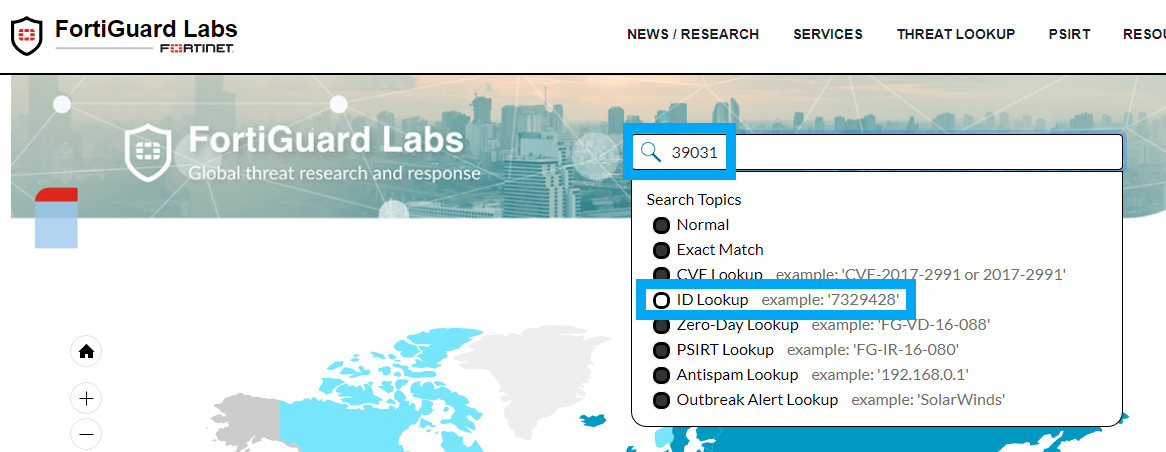 FortiGuard Labs
FORTINET
NEWS / RESEARCH SERVICES THREAT LOOKUP PSIRT RESOU
FortiGuard Labs
Global threat research and response
39031
Search Topics
Normal
Exact Match
CVE Lookup example: 'CVE-2017-2991 or 2017-2991'
ID Lookup example: '7329428'
Zero-Day Lookup example: 'FG-VD-16-088'
PSIRT Lookup example: 'FG-IR-16-080'
Antispam Lookup example: '192.168.0.1'
Outbreak Alert Lookup example: 'SolarWinds'